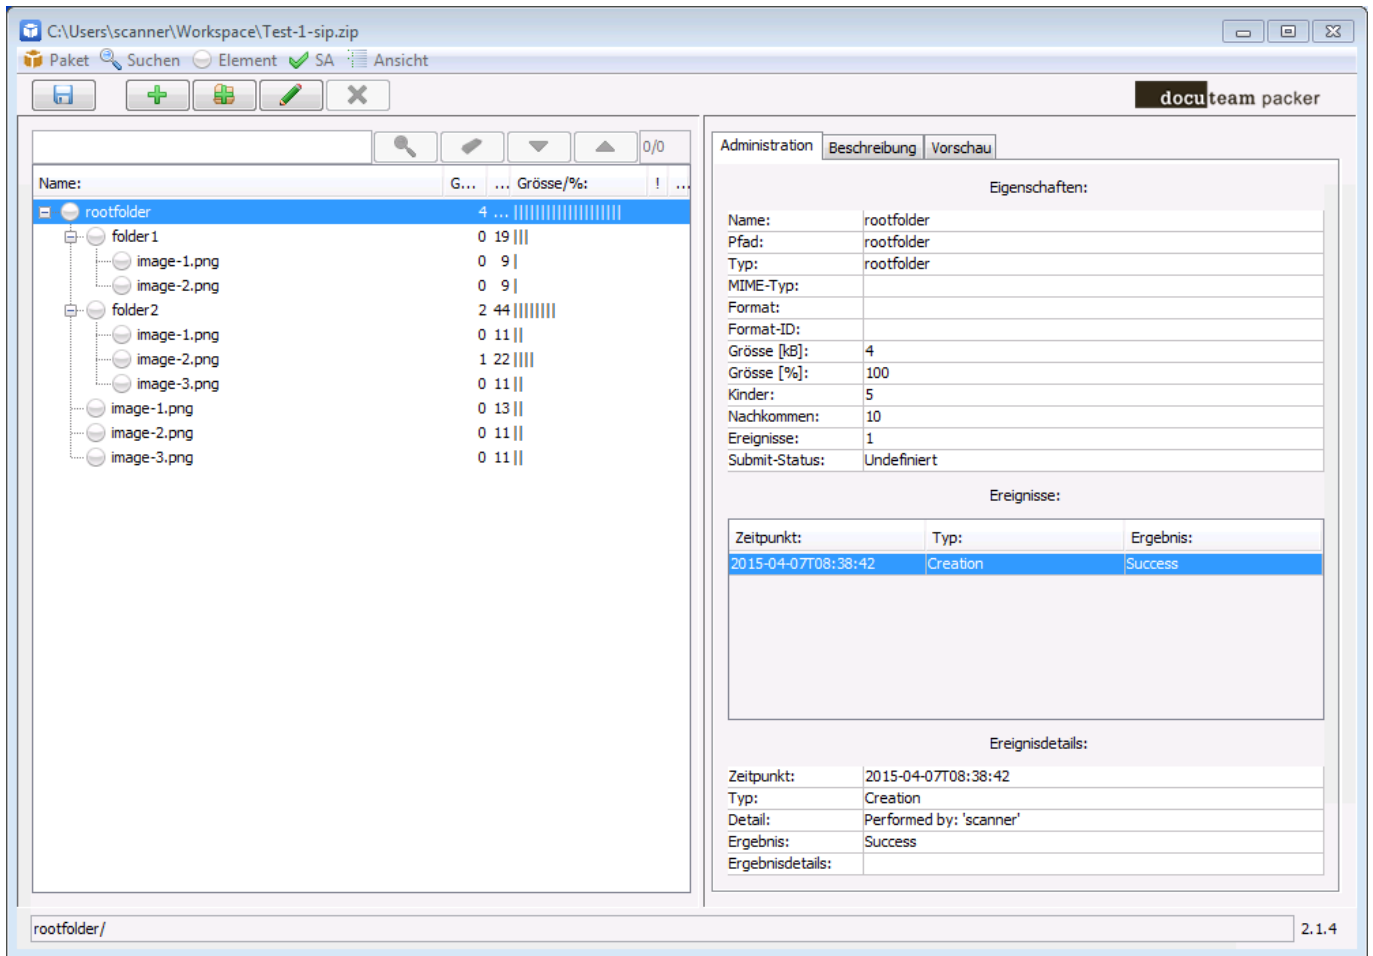 C:\Users\scanner\Workspace\Test-1-sip.zip
Paket Suchen Element SA Ansicht
docuteam packer
0/0
Name: G... ... Grösse/%: ! ...
rootfolder 4 ...
folder1 0 19
image-1.png 0 9
image-2.png 0 9
folder2 2 44
image-1.png 0 11
image-2.png 1 22
image-3.png 0 11
image-1.png 0 13
image-2.png 0 11
image-3.png 0 11
Administration Beschreibung Vorschau
Eigenschaften:
Name: rootfolder
Pfad: rootfolder
Typ: rootfolder
MIME-Typ:
Format:
Format-ID:
Grösse [kB]: 4
Grösse [%]: 100
Kinder: 5
Nachkommen: 10
Ereignisse: 1
Submit-Status: Undefiniert
Ereignisse:
Zeitpunkt: Typ: Ergebnis:
2015-04-07T08:38:42 Creation Success
Ereignisdetails:
Zeitpunkt: 2015-04-07T08:38:42
Typ: Creation
Detail: Performed by: 'scanner'
Ergebnis: Success
Ergebnisdetails:
rootfolder/ 2.1.4